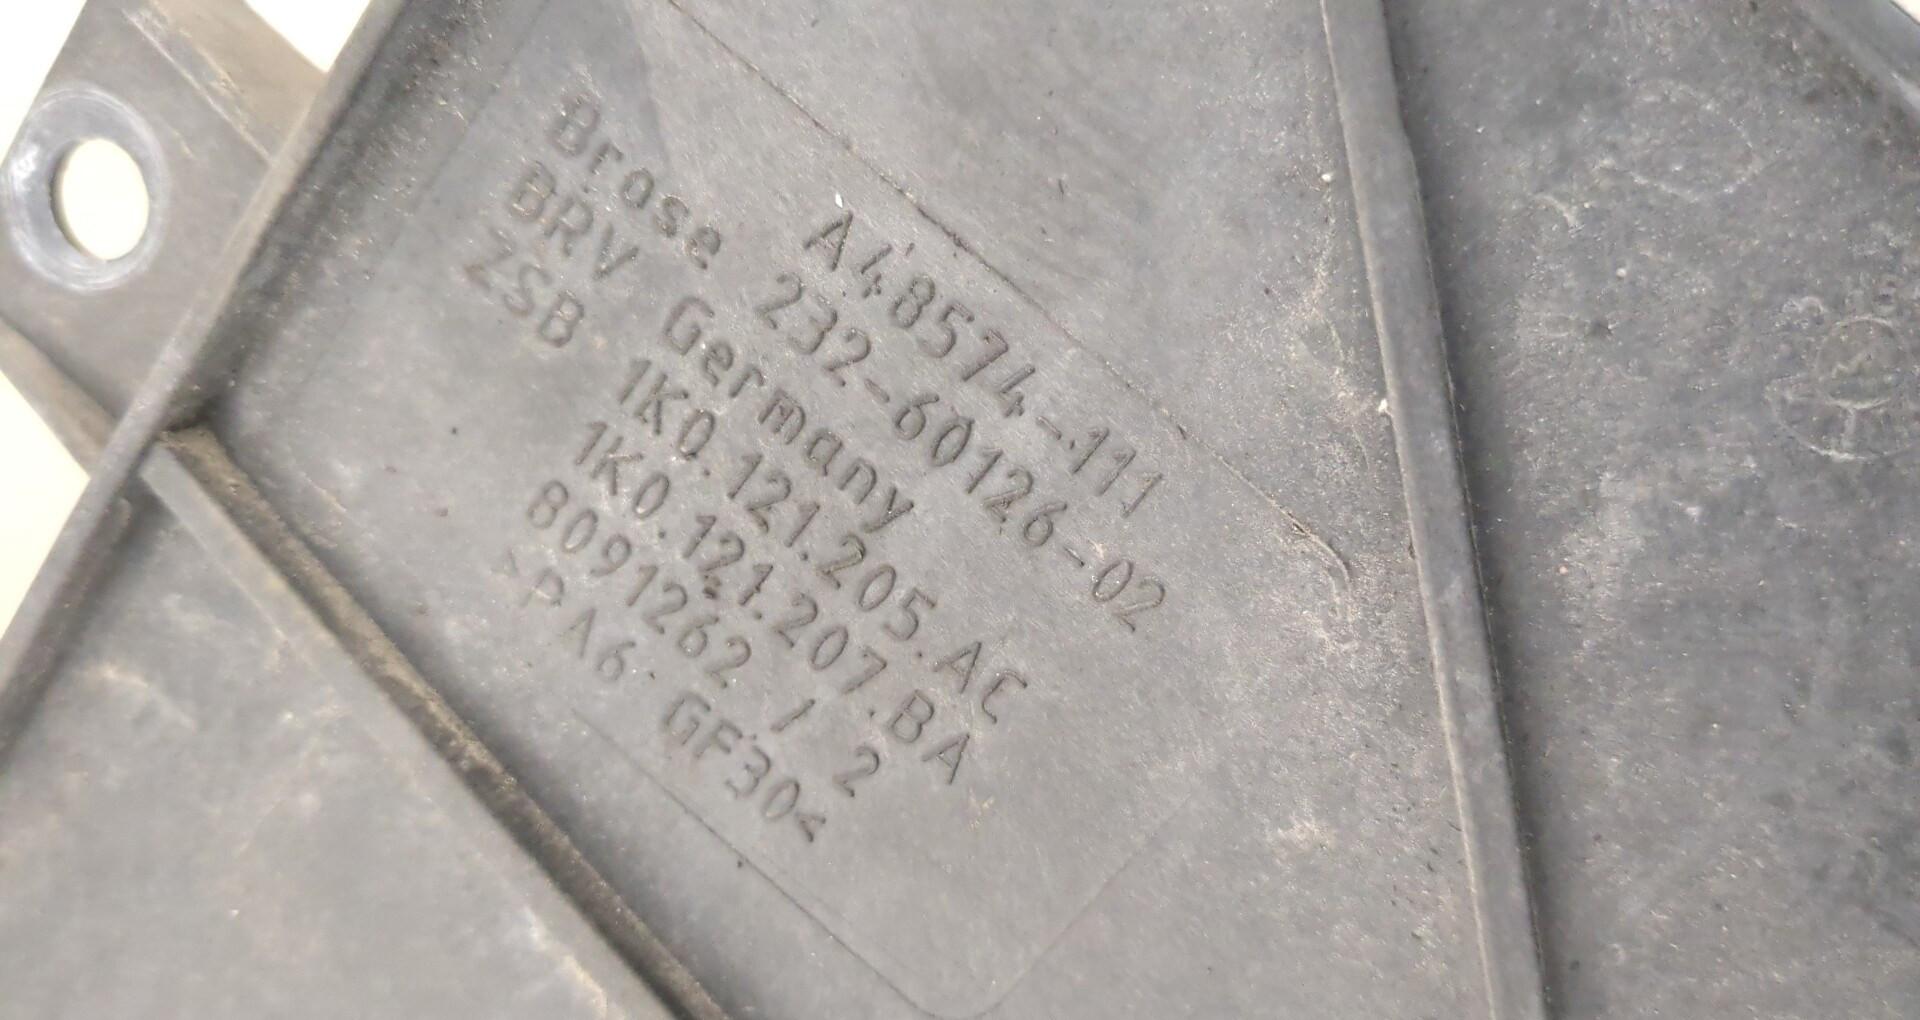 A48574-111
Brose 232-60126-02
BRV Germany
ZSB 1K0.121.205.AC
1K0.121.207.BA
8091262 / 2
>PA6 GF30<